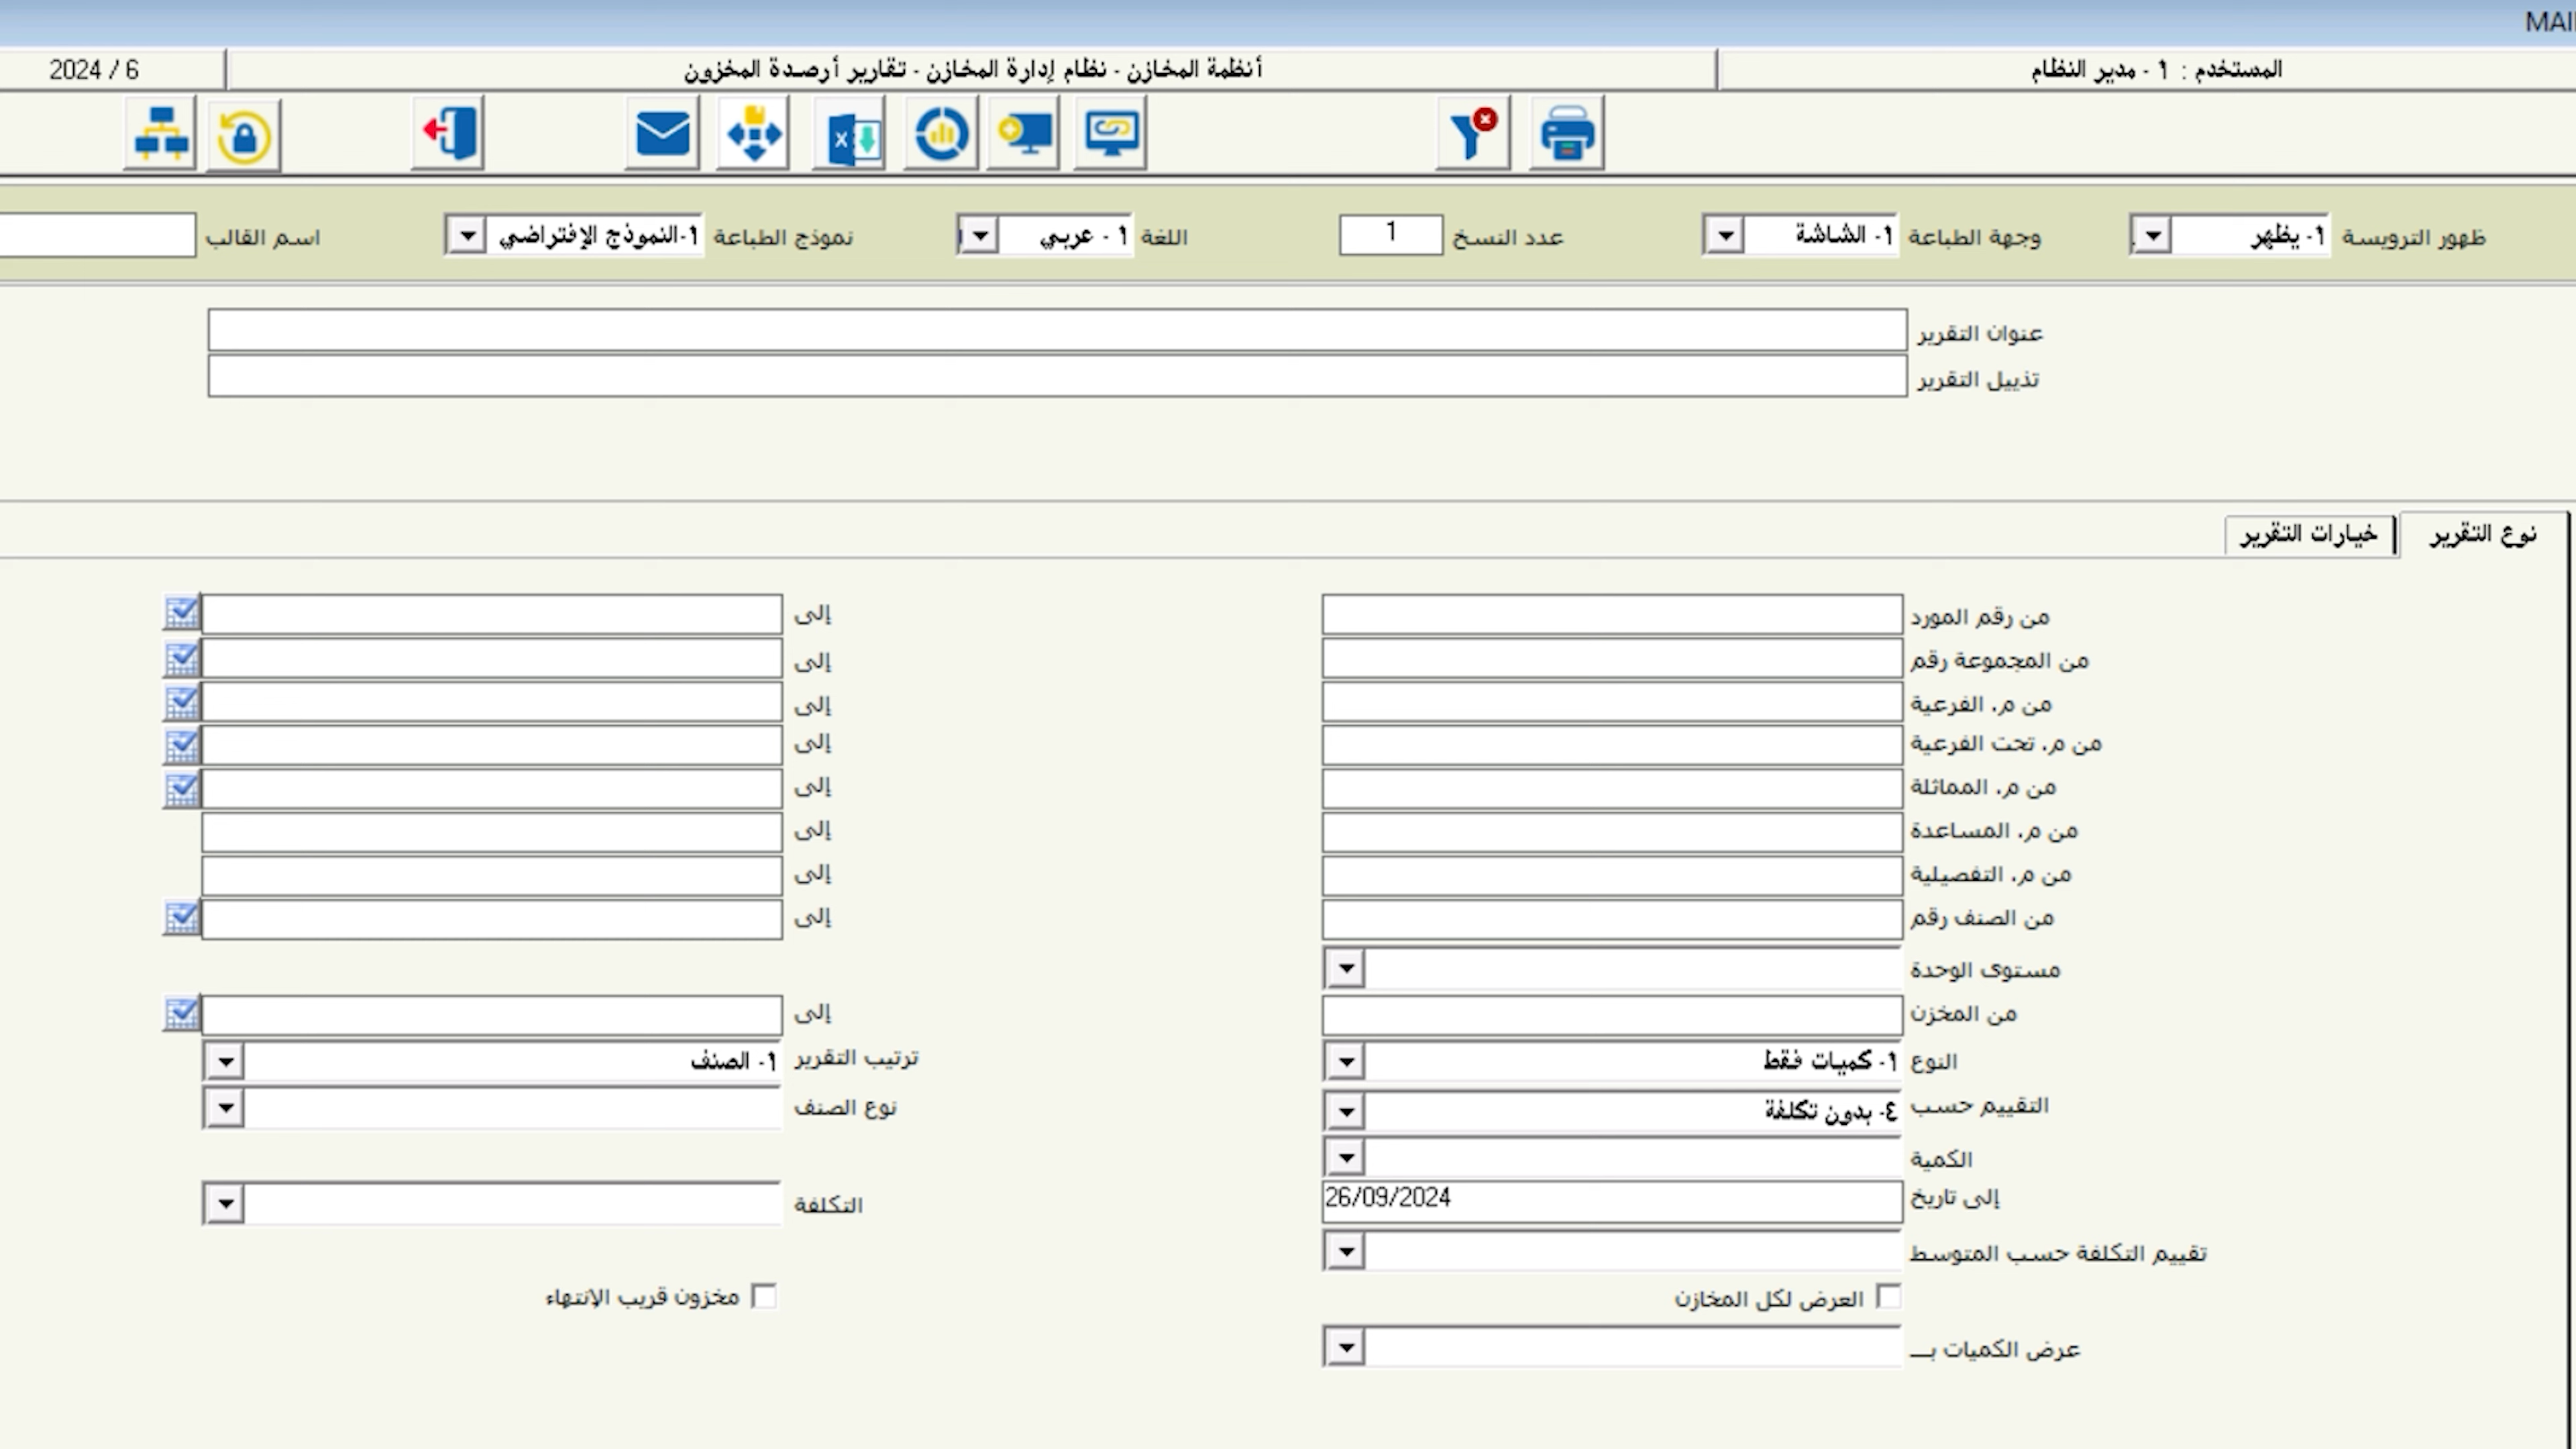 MAI
المستخدم : ١ - مدير النظام
أنظمة المخازن - نظام إدارة المخازن - تقارير أرصدة المخزون
2024 / 6
ظهور الترويسة ١- يظهر
وجهة الطباعة ١- الشاشة
عدد النسخ 1
اللغة ١ - عربي
نموذج الطباعة ١-النموذج الإفتراضي
اسم القالب
عنوان التقرير
تذييل التقرير
نوع التقرير
خيارات التقرير
من رقم المورد إلى
من المجموعة رقم إلى
من م. الفرعية إلى
من م. تحت الفرعية إلى
من م. المماثلة إلى
من م. المساعدة إلى
من م. التفصيلية إلى
من الصنف رقم إلى
مستوى الوحدة
من المخزن إلى
النوع ١- كميات فقط ترتيب التقرير ١- الصنف
التقييم حسب ٤- بدون تكلفة نوع الصنف
الكمية
إلى تاريخ 26/09/2024 التكلفة
تقييم التكلفة حسب المتوسط
العرض لكل المخازن مخزون قريب الإنتهاء
عرض الكميات بـــ